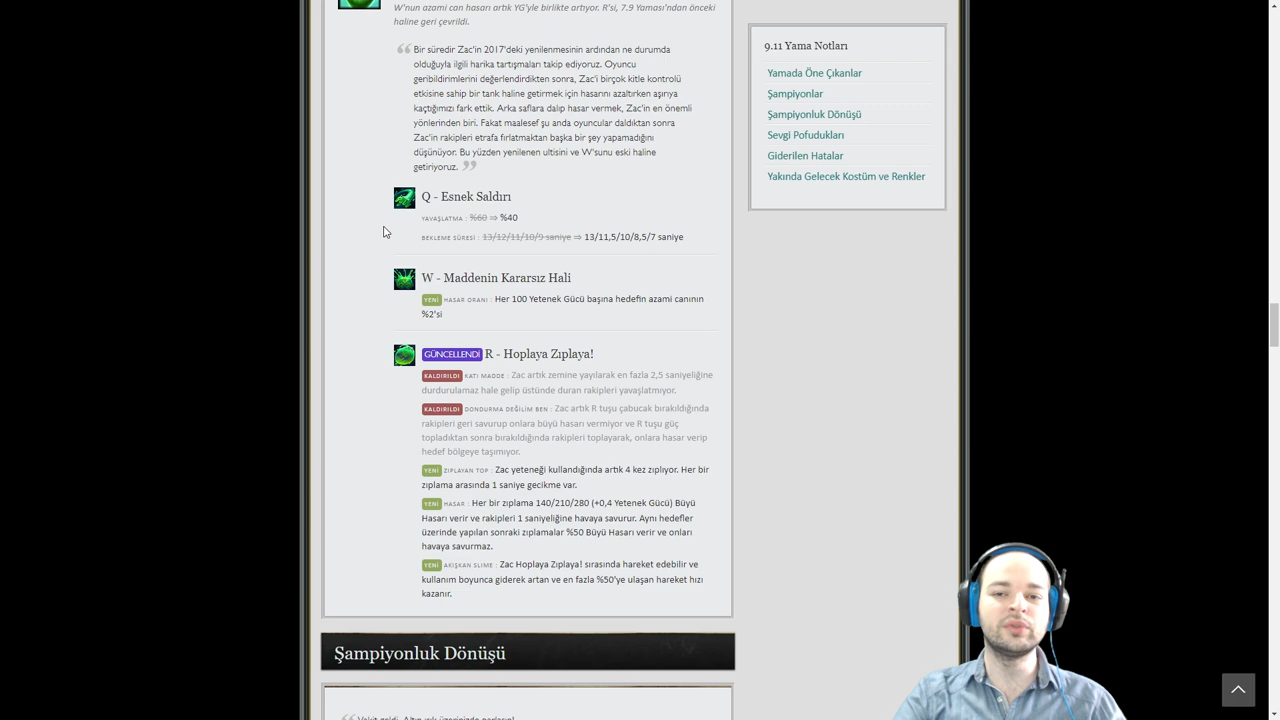 W'nun azami can hasarı artık YG'yle birlikte artıyor. R'si, 7.9 Yaması'ndan önceki
haline geri çevrildi.
Bir süredir Zac'in 2017'deki yenilenmesinin ardından ne durumda
olduğuyla ilgili harika tartışmaları takip ediyoruz. Oyuncu
geribildirimlerini değerlendirdikten sonra, Zac'i birçok kitle kontrolü
etkisine sahip bir tank haline getirmek için hasarını azaltırken aşırıya
kaçtığımızı fark ettik. Arka saflara dalıp hasar vermek, Zac'in en önemli
yönlerinden biri. Fakat maalesef şu anda oyuncular daldıktan sonra
Zac'in rakipleri etrafa fırlatmaktan başka bir şey yapamadığını
düşünüyor. Bu yüzden yenilenen ultisini ve W'sunu eski haline
getiriyoruz.
Q - Esnek Saldırı
YAVAŞLATMA : %60 ⇒ %40
BEKLEME SÜRESİ : 13/12/11/10/9 saniye ⇒ 13/11,5/10/8,5/7 saniye
W - Maddenin Kararsız Hali
YENİ HASAR ORANI : Her 100 Yetenek Gücü başına hedefin azami canının
%2'si
GÜNCELLENDİ R - Hoplaya Zıplaya!
KALDIRILDI KATI MADDE : Zac artık zemine yayılarak en fazla 2,5 saniyeliğine
durdurulamaz hale gelip üstünde duran rakipleri yavaşlatmıyor.
KALDIRILDI DONDURMA DEĞİLİM BEN : Zac artık R tuşu çabucak bırakıldığında
rakipleri geri savurup onlara büyü hasarı vermiyor ve R tuşu güç
topladıktan sonra bırakıldığında rakipleri toplayarak, onlara hasar verip
hedef bölgeye taşımıyor.
YENİ ZIPLAYAN TOP : Zac yeteneği kullandığında artık 4 kez zıplıyor. Her bir
zıplama arasında 1 saniye gecikme var.
YENİ HASAR : Her bir zıplama 140/210/280 (+0,4 Yetenek Gücü) Büyü
Hasarı verir ve rakipleri 1 saniyeliğine havaya savurur. Aynı hedefler
üzerinde yapılan sonraki zıplamalar %50 Büyü Hasarı verir ve onları
havaya savurmaz.
YENİ AKIŞKAN SLIME : Zac Hoplaya Zıplaya! sırasında hareket edebilir ve
kullanım boyunca giderek artan ve en fazla %50'ye ulaşan hareket hızı
kazanır.
Şampiyonluk Dönüşü
9.11 Yama Notları
Yamada Öne Çıkanlar
Şampiyonlar
Şampiyonluk Dönüşü
Sevgi Pofudukları
Giderilen Hatalar
Yakında Gelecek Kostüm ve Renkler